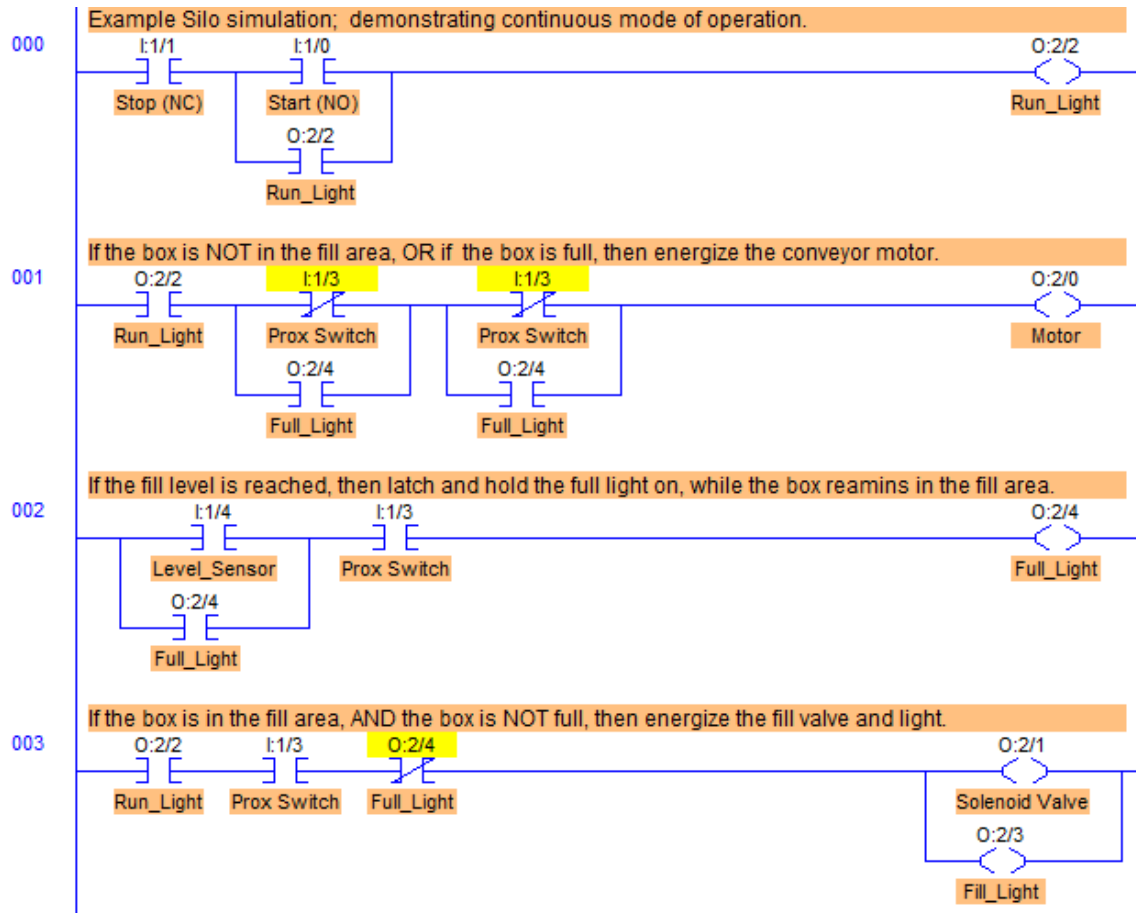 Example Silo simulation; demonstrating continuous mode of operation.
000
I:1/1 I:1/0 O:2/2
Stop (NC) Start (NO) Run_Light
O:2/2
Run_Light
If the box is NOT in the fill area, OR if the box is full, then energize the conveyor motor.
001
O:2/2 I:1/3 I:1/3 O:2/0
Run_Light Prox Switch Prox Switch Motor
O:2/4 O:2/4
Full_Light Full_Light
If the fill level is reached, then latch and hold the full light on, while the box reamins in the fill area.
002
I:1/4 I:1/3 O:2/4
Level_Sensor Prox Switch Full_Light
O:2/4
Full_Light
If the box is in the fill area, AND the box is NOT full, then energize the fill valve and light.
003
O:2/2 I:1/3 O:2/4 O:2/1
Run_Light Prox Switch Full_Light Solenoid Valve
O:2/3
Fill_Light